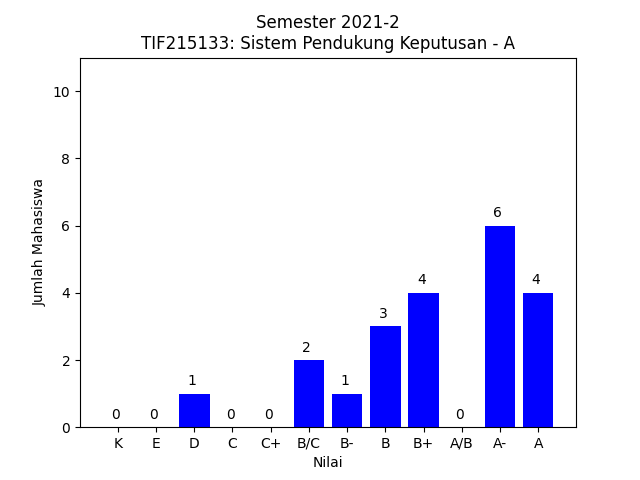 Semester 2021-2
TIF215133: Sistem Pendukung Keputusan - A
10
8
6
4
2
0
Jumlah Mahasiswa
0 0 1 0 0 2 1 3 4 0 6 4
K E D C C+ B/C B- B B+ A/B A- A
Nilai